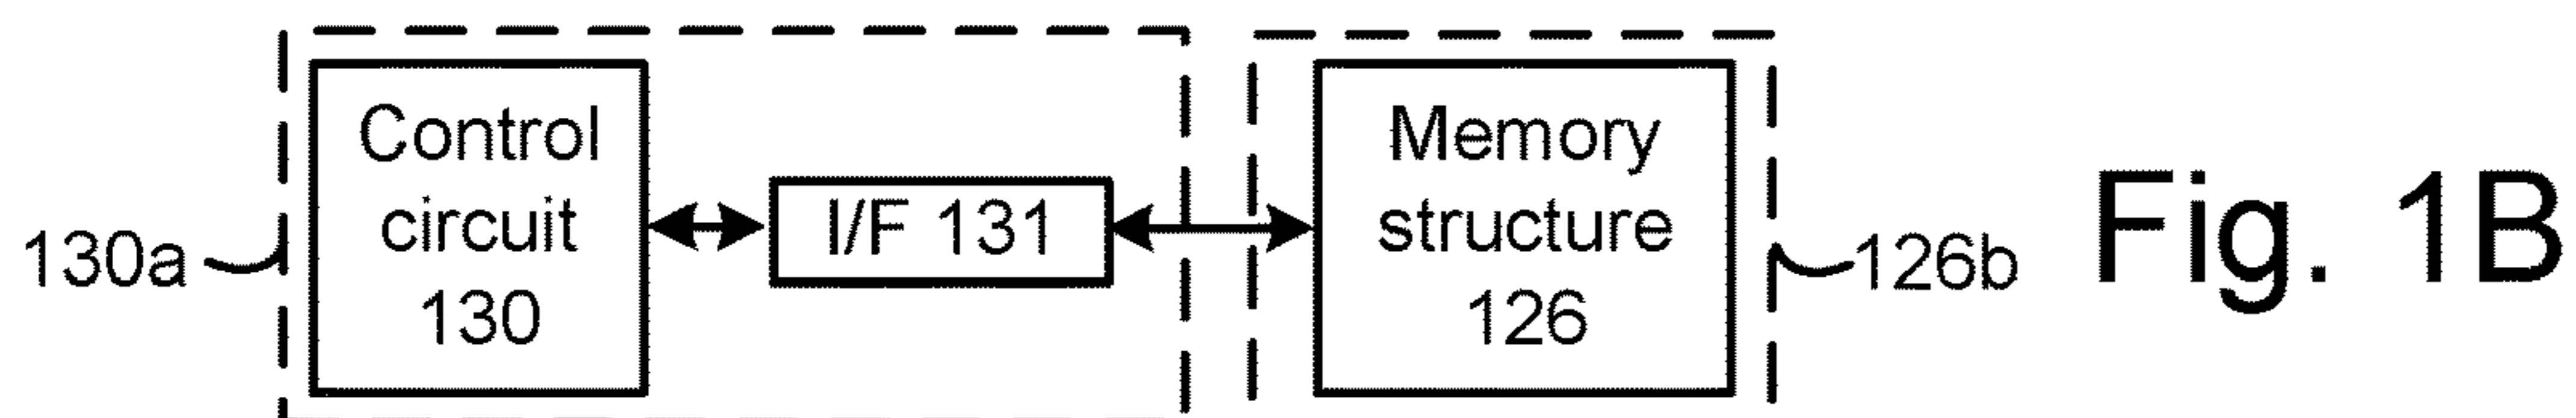 Control
circuit
130
130a
I/F 131
Memory
structure
126
126b
Fig. 1B